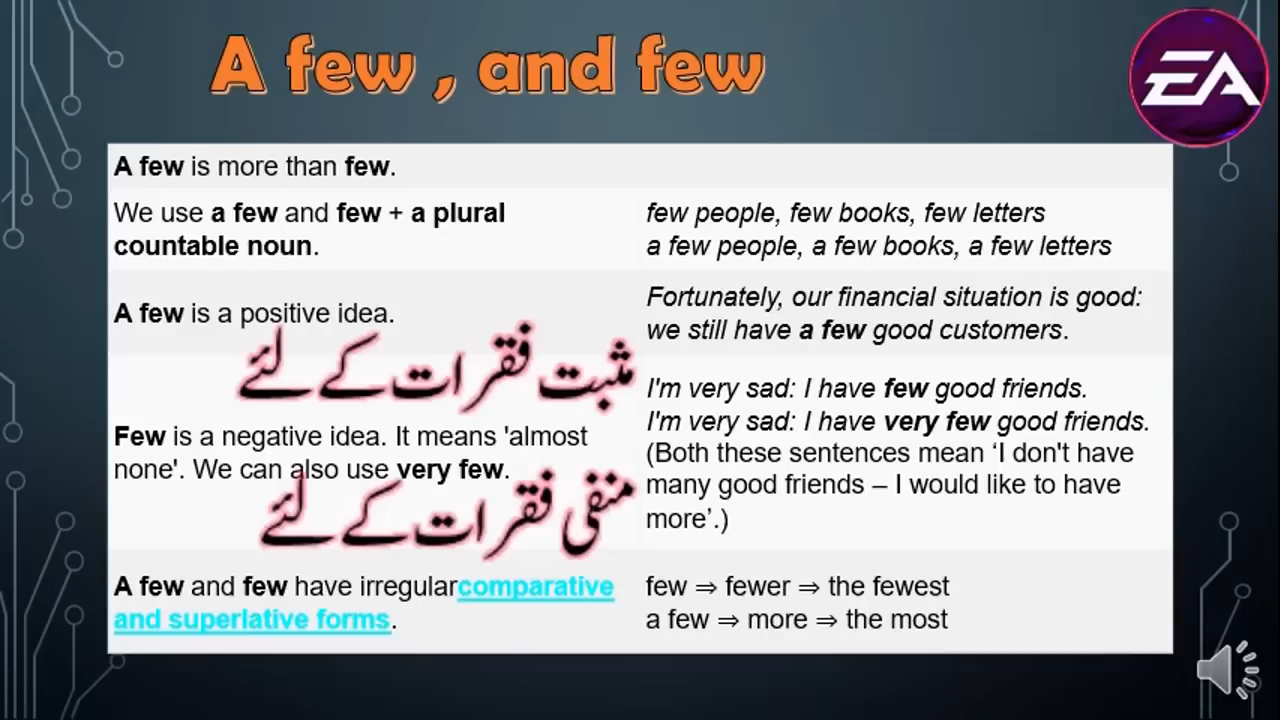 A few , and few
EA
A few is more than few.
We use a few and few + a plural
countable noun.
few people, few books, few letters
a few people, a few books, a few letters
A few is a positive idea.
مثبت فقرات کے لئے
Fortunately, our financial situation is good:
we still have a few good customers.
Few is a negative idea. It means 'almost
none'. We can also use very few.
منفی فقرات کے لئے
I'm very sad: I have few good friends.
I'm very sad: I have very few good friends.
(Both these sentences mean ‘I don't have
many good friends – I would like to have
more’.)
A few and few have irregularcomparative
and superlative forms.
few ⇒ fewer ⇒ the fewest
a few ⇒ more ⇒ the most